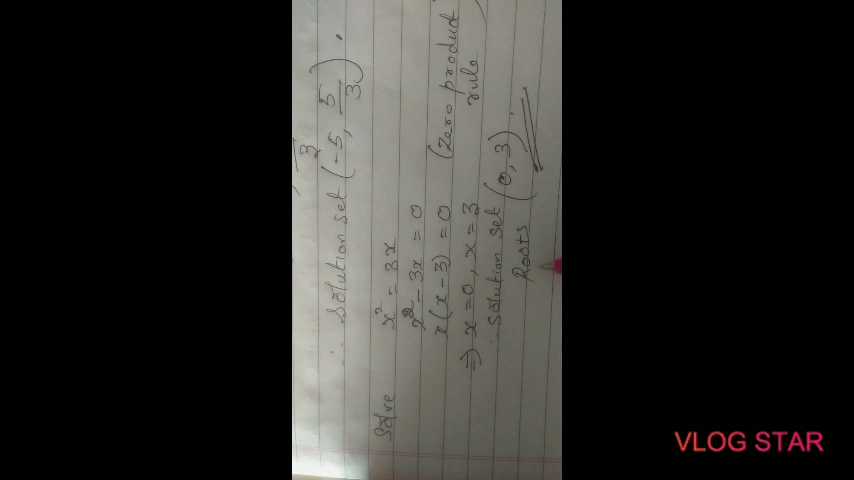 ∴ Solution set (-5, 5/3).
Solve x² = 3x
x² - 3x = 0
x(x - 3) = 0 (Zero product rule)
⇒ x = 0, x = 3
∴ Solution set (0, 3).
Roots
VLOG STAR